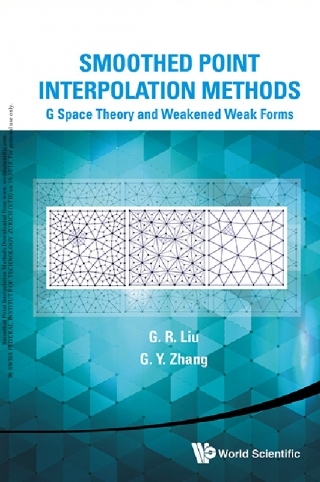 SMOOTHED POINT
INTERPOLATION METHODS
G Space Theory and Weakened Weak Forms
G. R. Liu
G. Y. Zhang
World Scientific